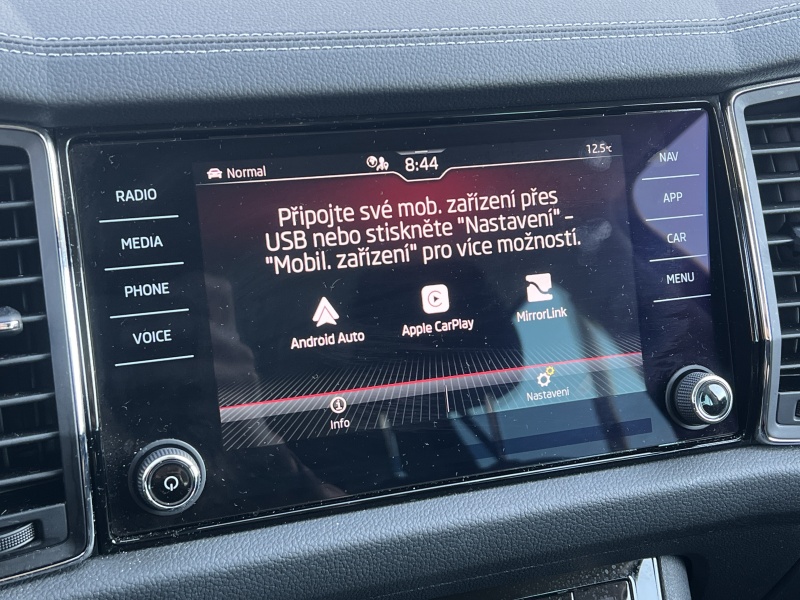 RADIO
MEDIA
PHONE
VOICE
Normal
8:44
12.5°C
Připojte své mob. zařízení přes
USB nebo stiskněte "Nastavení" –
"Mobil. zařízení" pro více možností.
Android Auto
Apple CarPlay
MirrorLink
Info
Nastavení
NAV
APP
CAR
MENU